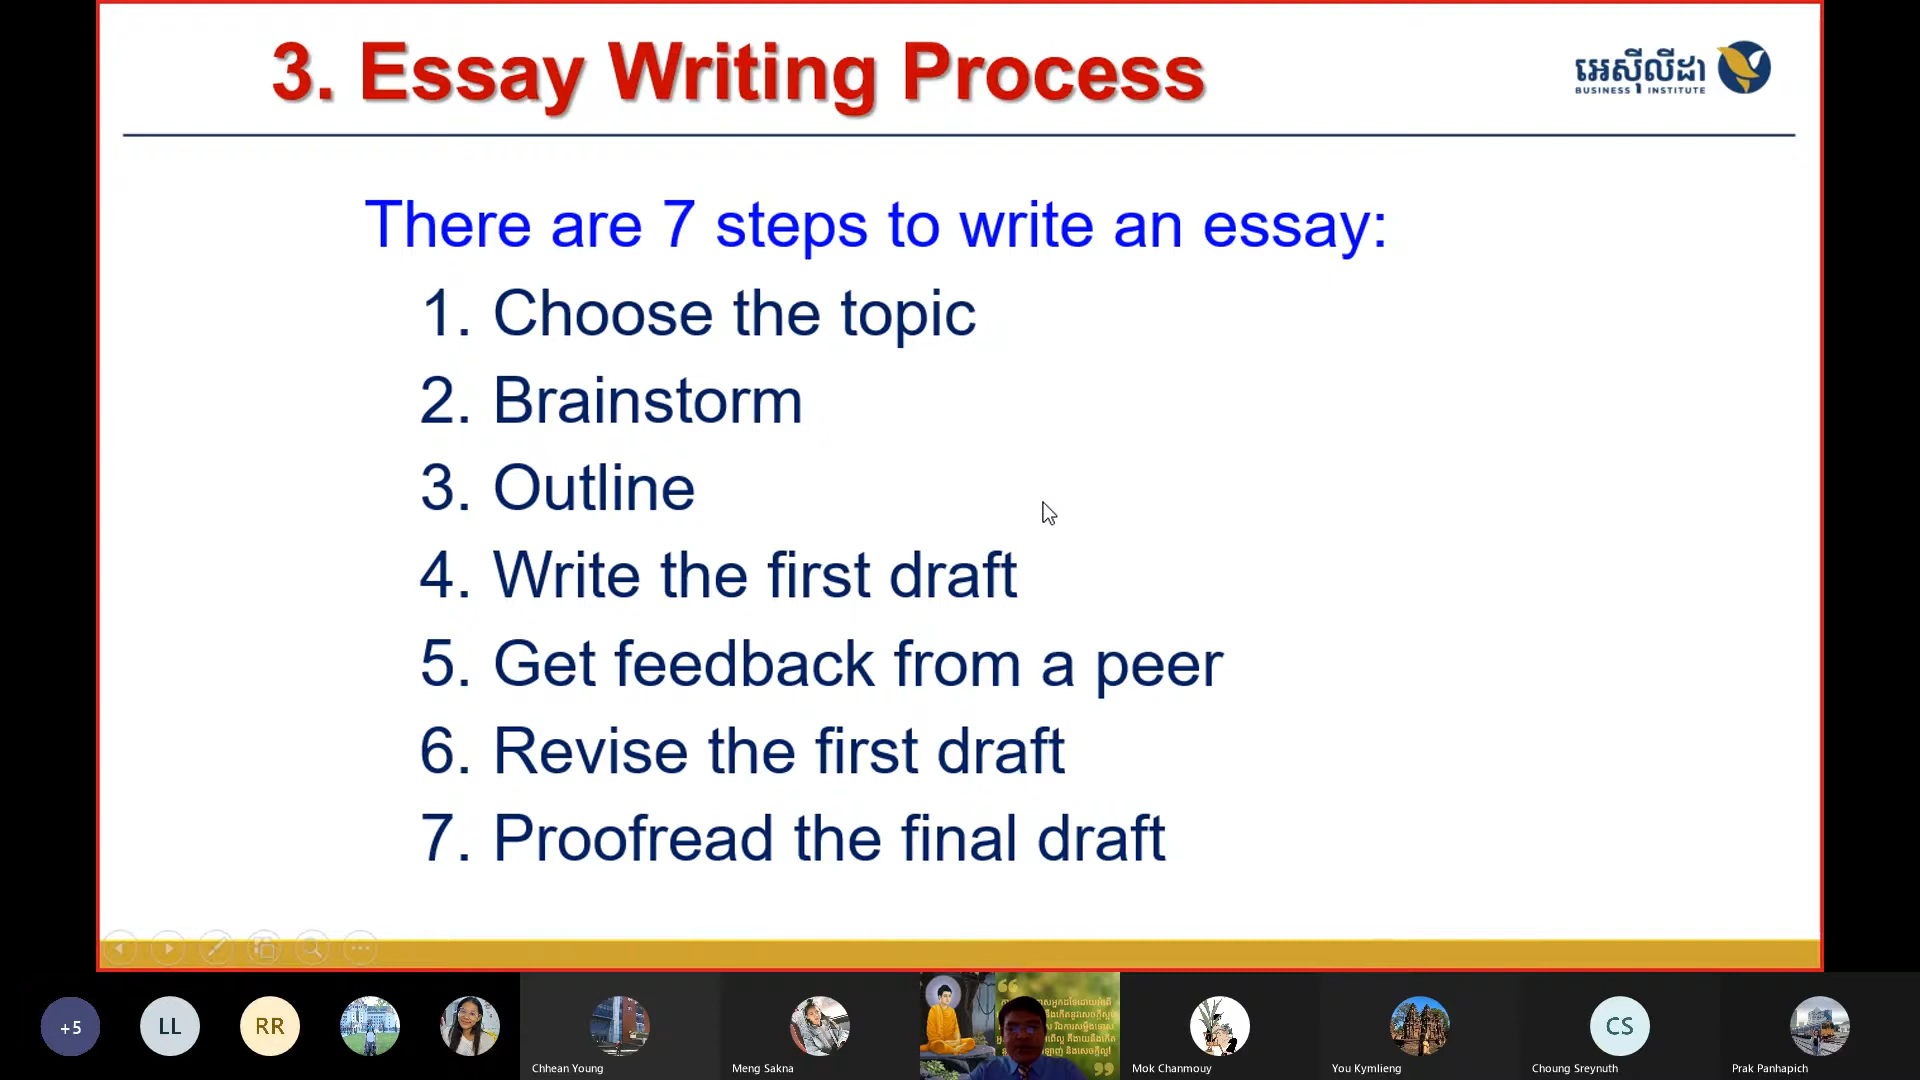 3. Essay Writing Process
អេស៊ីលីដា
BUSINESS INSTITUTE
There are 7 steps to write an essay:
1. Choose the topic
2. Brainstorm
3. Outline
4. Write the first draft
5. Get feedback from a peer
6. Revise the first draft
7. Proofread the final draft
+5
LL
RR
CS
Chhean Young
Meng Sakna
Mok Chanmouy
You Kymlieng
Choung Sreynuth
Prak Panhapich